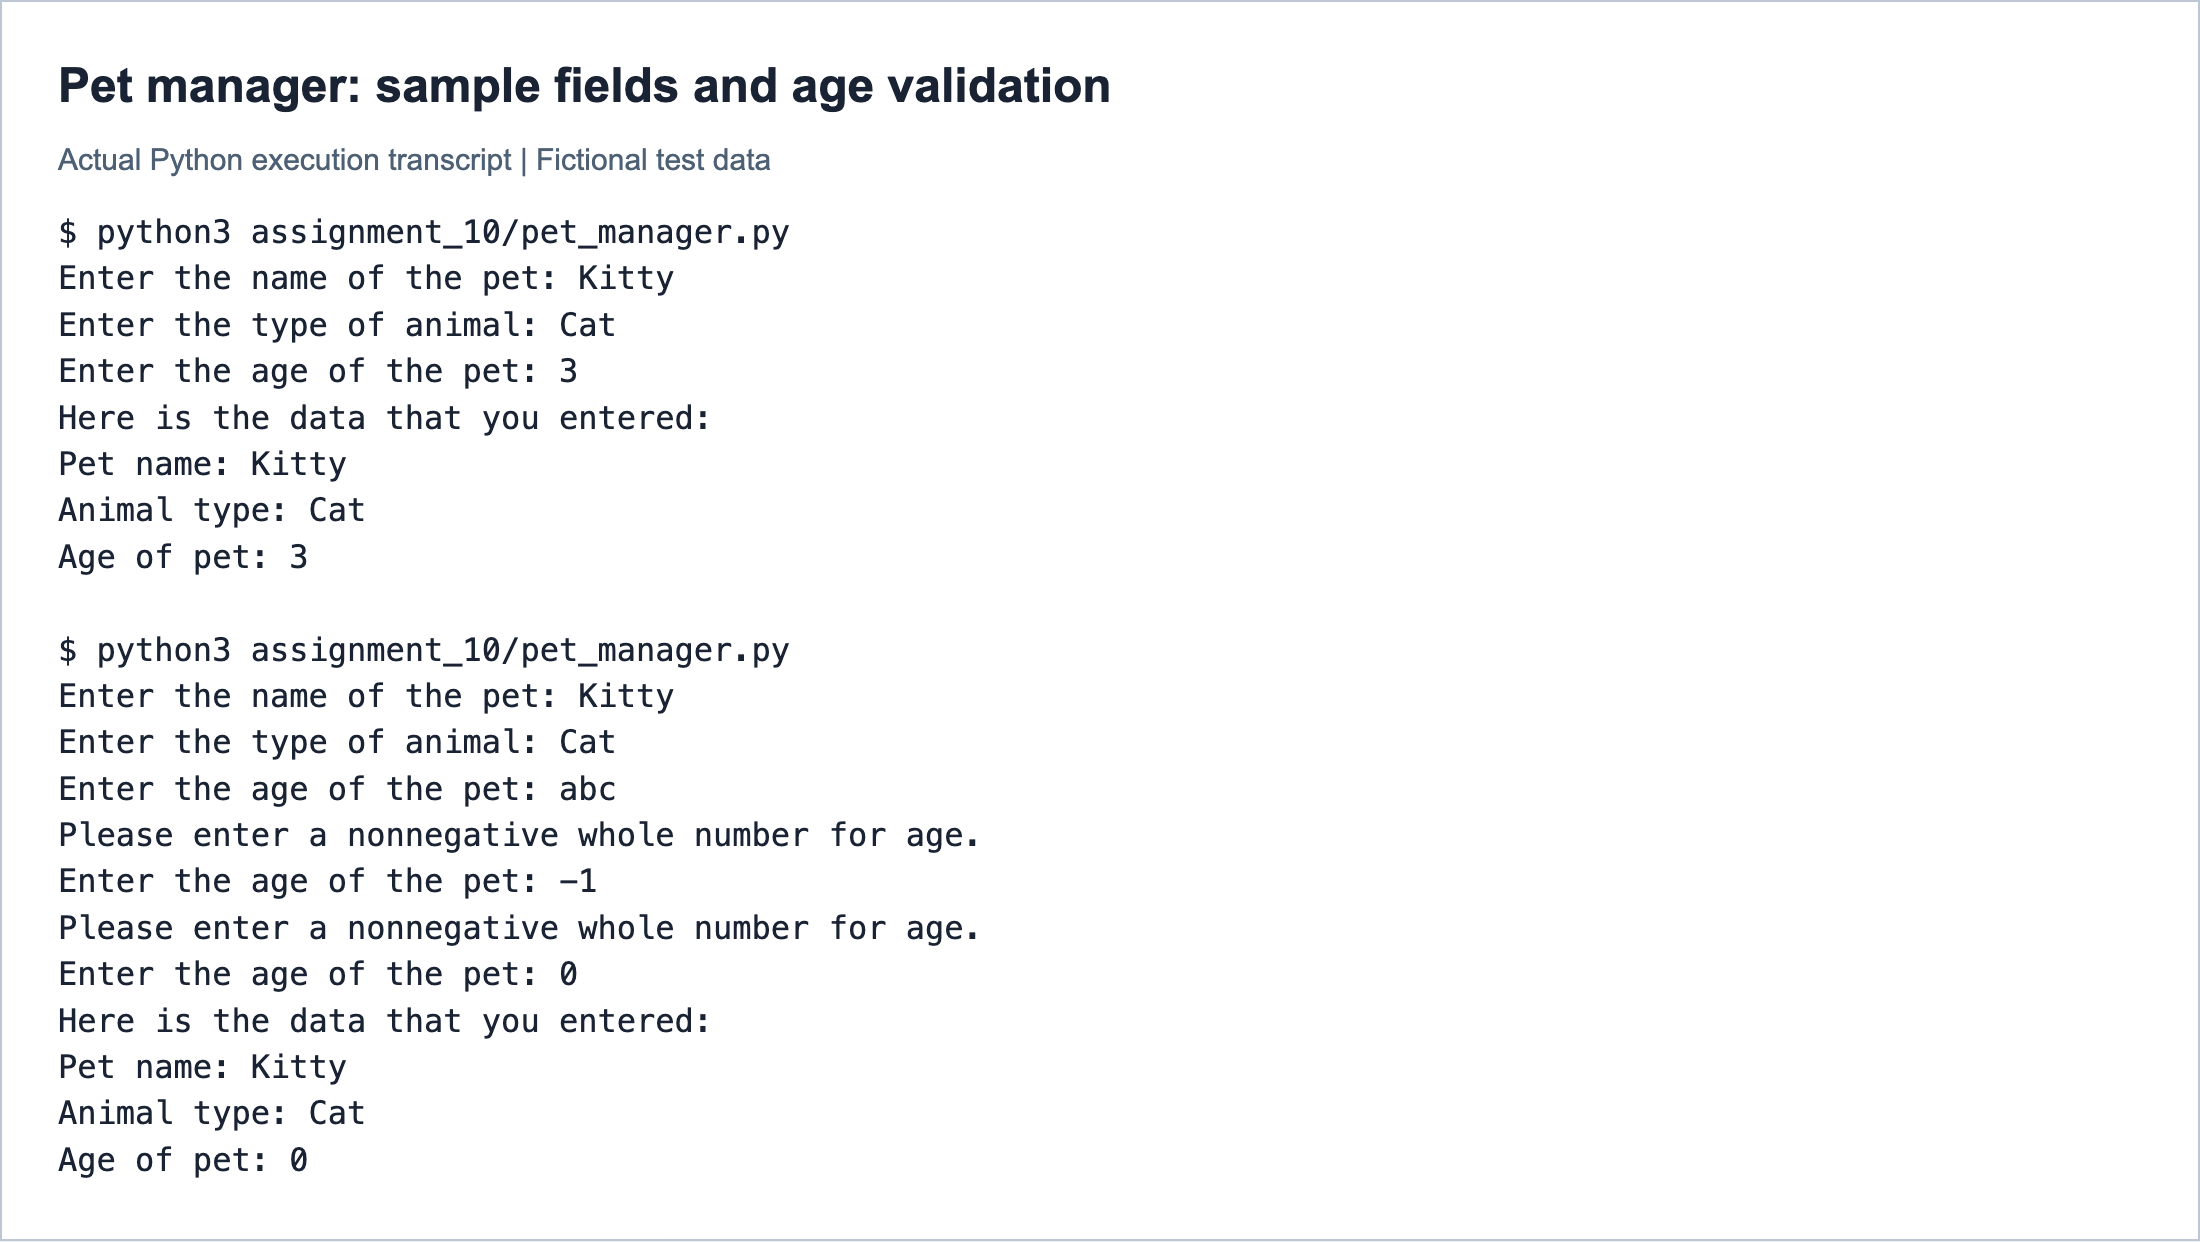 Pet manager: sample fields and age validation
Actual Python execution transcript | Fictional test data
$ python3 assignment_10/pet_manager.py
Enter the name of the pet: Kitty
Enter the type of animal: Cat
Enter the age of the pet: 3
Here is the data that you entered:
Pet name: Kitty
Animal type: Cat
Age of pet: 3
$ python3 assignment_10/pet_manager.py
Enter the name of the pet: Kitty
Enter the type of animal: Cat
Enter the age of the pet: abc
Please enter a nonnegative whole number for age.
Enter the age of the pet: -1
Please enter a nonnegative whole number for age.
Enter the age of the pet: 0
Here is the data that you entered:
Pet name: Kitty
Animal type: Cat
Age of pet: 0